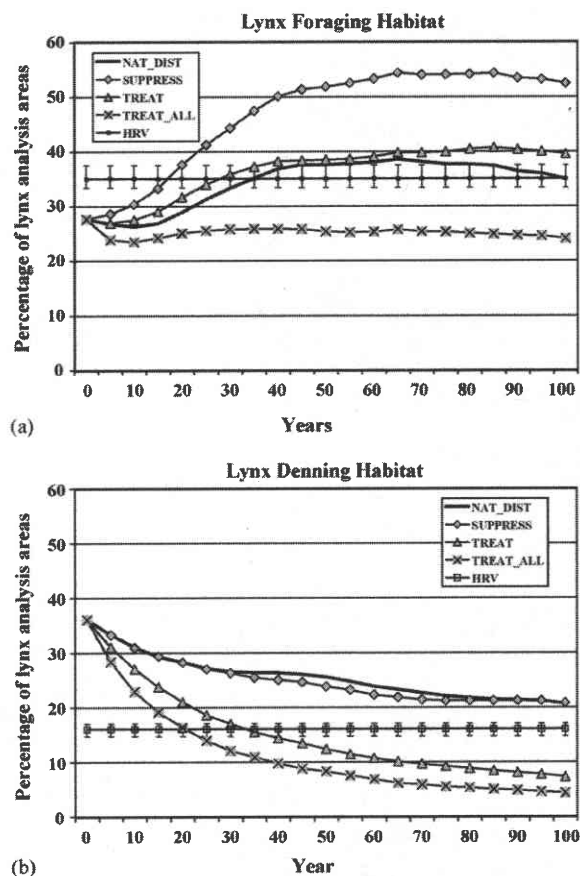 Lynx Foraging Habitat
Percentage of lynx analysis areas
60
50
40
30
20
10
0
NAT_DIST
SUPPRESS
TREAT
TREAT_ALL
HRV
0 10 20 30 40 50 60 70 80 90 100
(a)
Years
Lynx Denning Habitat
Percentage of lynx analysis areas
60
50
40
30
20
10
0
NAT_DIST
SUPPRESS
TREAT
TREAT_ALL
HRV
0 10 20 30 40 50 60 70 80 90 100
(b)
Year